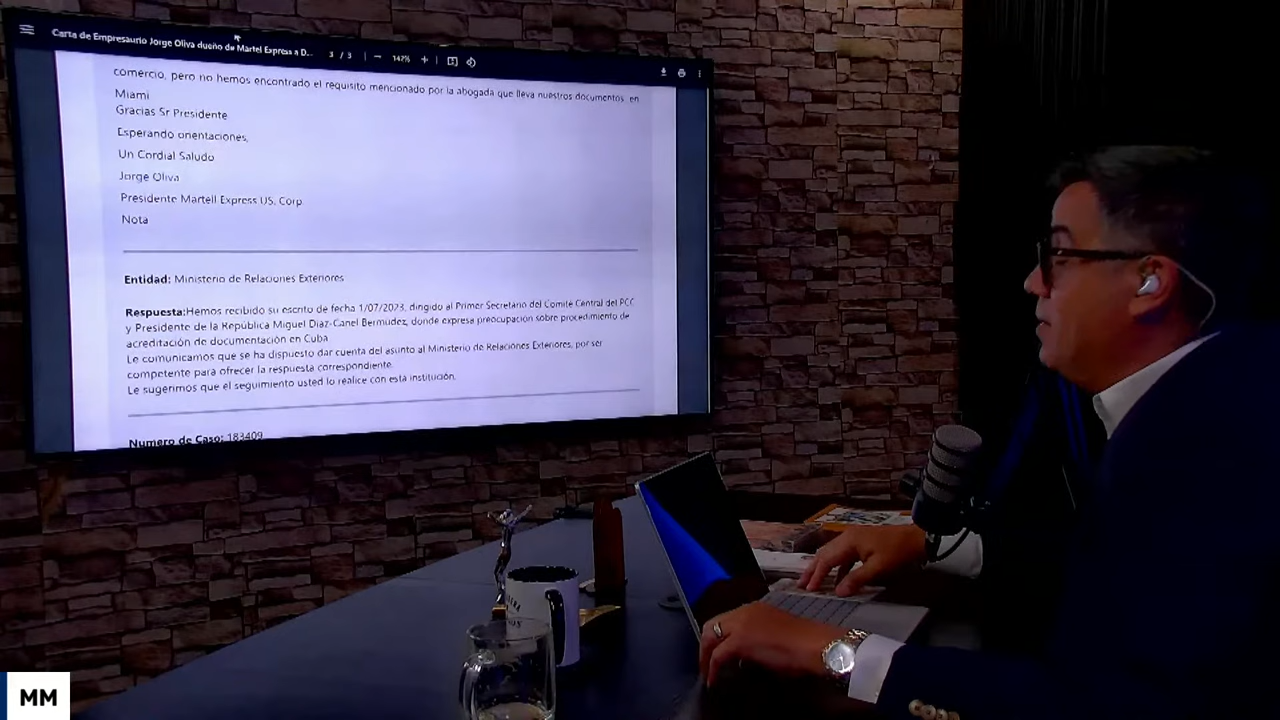 Carta de Empresaurio Jorge Oliva dueño de Martel Express a D...
3 / 3
142%
comercio, pero no hemos encontrado el requisito mencionado por la abogada que lleva nuestros documentos en
Miami
Gracias Sr Presidente
Esperando orientaciones,
Un Cordial Saludo
Jorge Oliva
Presidente Martell Express US. Corp
Nota
Entidad: Ministerio de Relaciones Exteriores
Respuesta:Hemos recibido su escrito de fecha 1/07/2023, dirigido al Primer Secretario del Comité Central del PCC
y Presidente de la República Miguel Díaz-Canel Bermúdez, donde expresa preocupación sobre procedimiento de
acreditación de documentación en Cuba
Le comunicamos que se ha dispuesto dar cuenta del asunto al Ministerio de Relaciones Exteriores, por ser
competente para ofrecer la respuesta correspondiente.
Le sugerimos que el seguimiento usted lo realice con esta institución.
Numero de Caso: 183409
MM